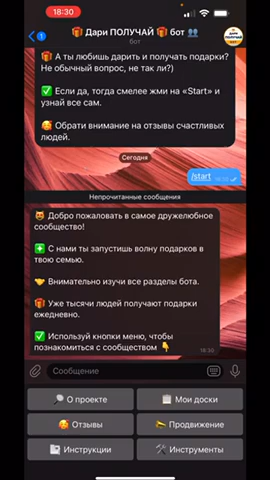 18:30
1
🎁 Дари ПОЛУЧАЙ 🎁 бот 👥
бот
🎁 А ты любишь дарить и получать подарки?
Не обычный вопрос, не так ли?)
✅ Если да, тогда смелее жми на «Start» и
узнай все сам.
🥰 Обрати внимание на отзывы счастливых
людей.
Сегодня
/start 18:30
Непрочитанные сообщения
😻 Добро пожаловать в самое дружелюбное
сообщество!
➕ С нами ты запустишь волну подарков в
твою семью.
🤝 Внимательно изучи все разделы бота.
🎁 Уже тысячи людей получают подарки
ежедневно.
✅ Используй кнопки меню, чтобы
познакомиться с сообществом 👇
18:30
Сообщение
🔎 О проекте
📋 Мои доски
🥰 Отзывы
📣 Продвижение
Инструкции
🛠 Инструменты